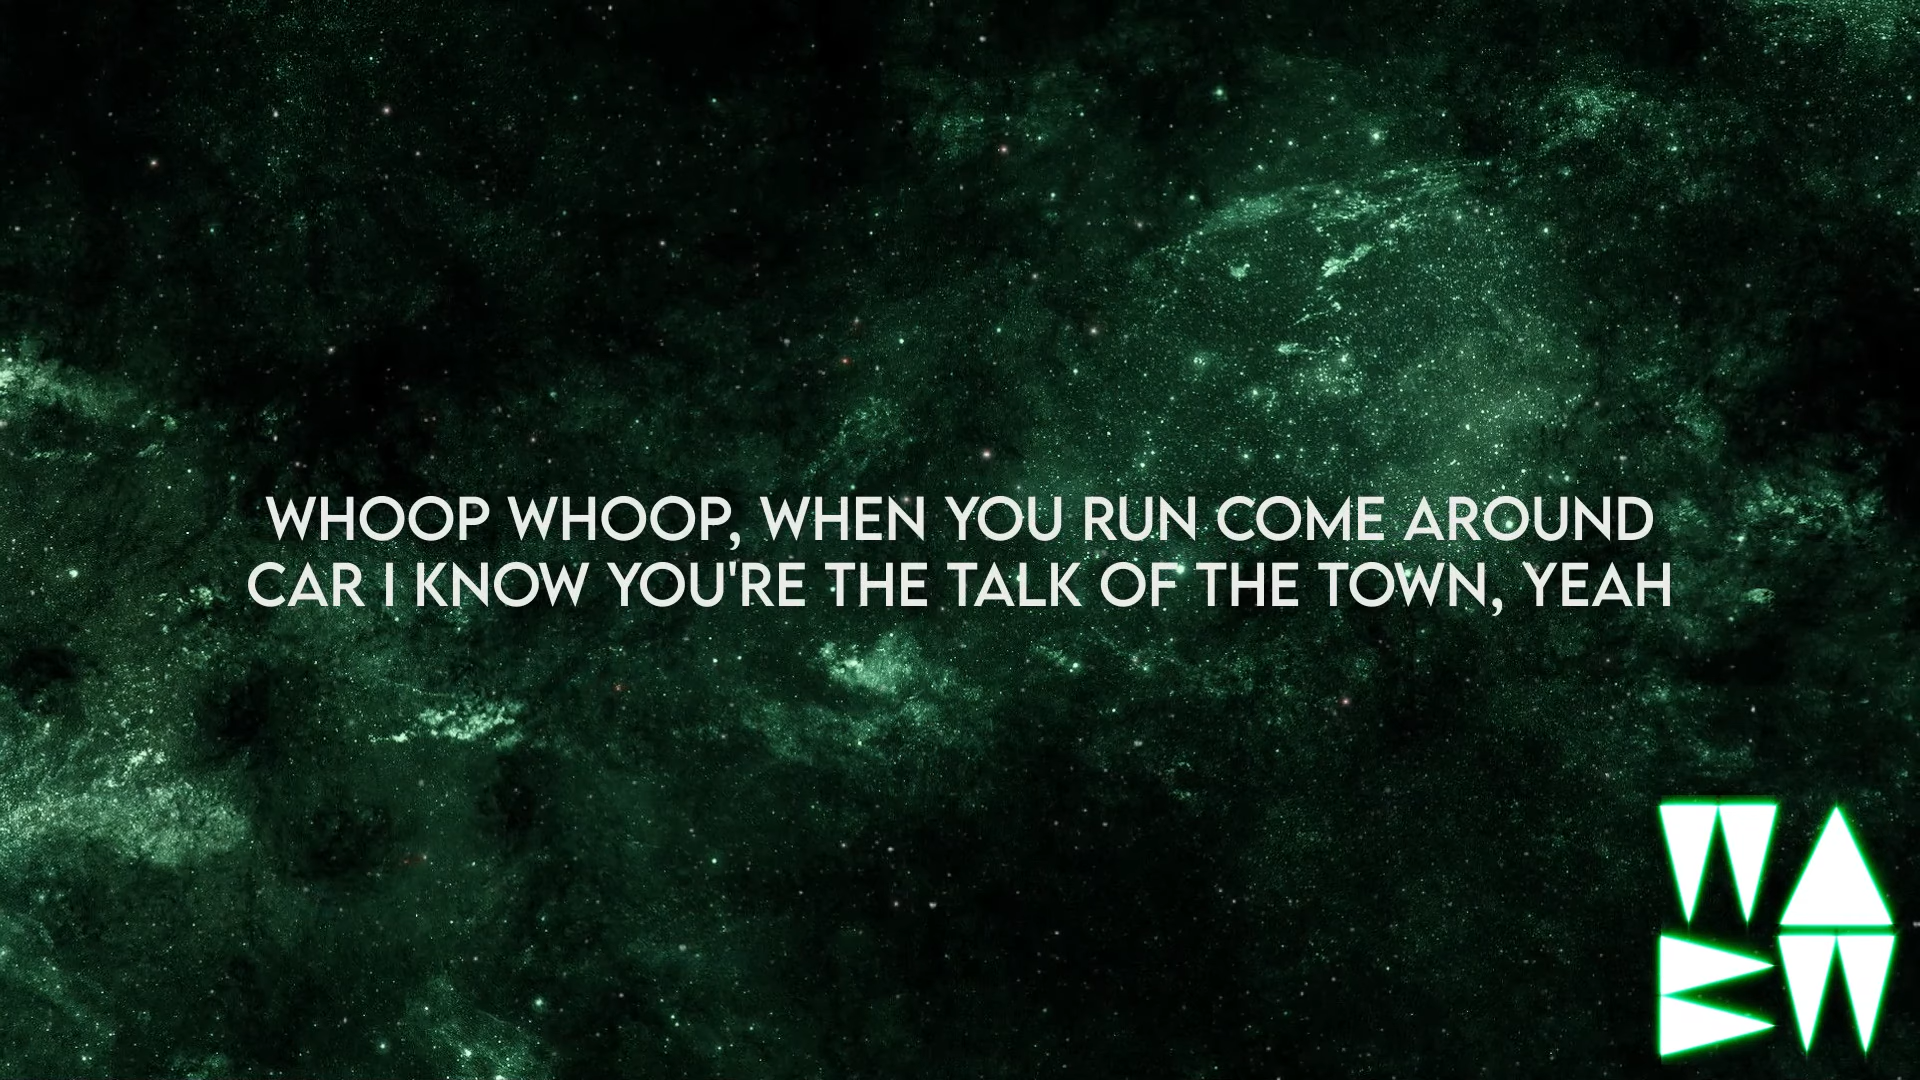 WHOOP WHOOP, WHEN YOU RUN COME AROUND
CAR I KNOW YOU'RE THE TALK OF THE TOWN, YEAH